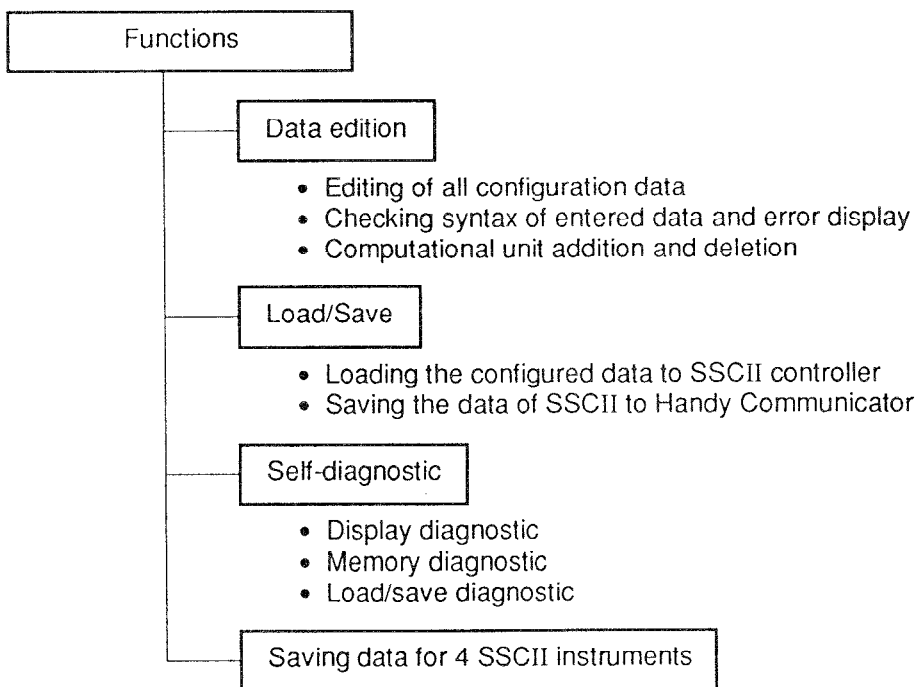 Functions
Data edition
• Editing of all configuration data
• Checking syntax of entered data and error display
• Computational unit addition and deletion
Load/Save
• Loading the configured data to SSCII controller
• Saving the data of SSCII to Handy Communicator
Self-diagnostic
• Display diagnostic
• Memory diagnostic
• Load/save diagnostic
Saving data for 4 SSCII instruments